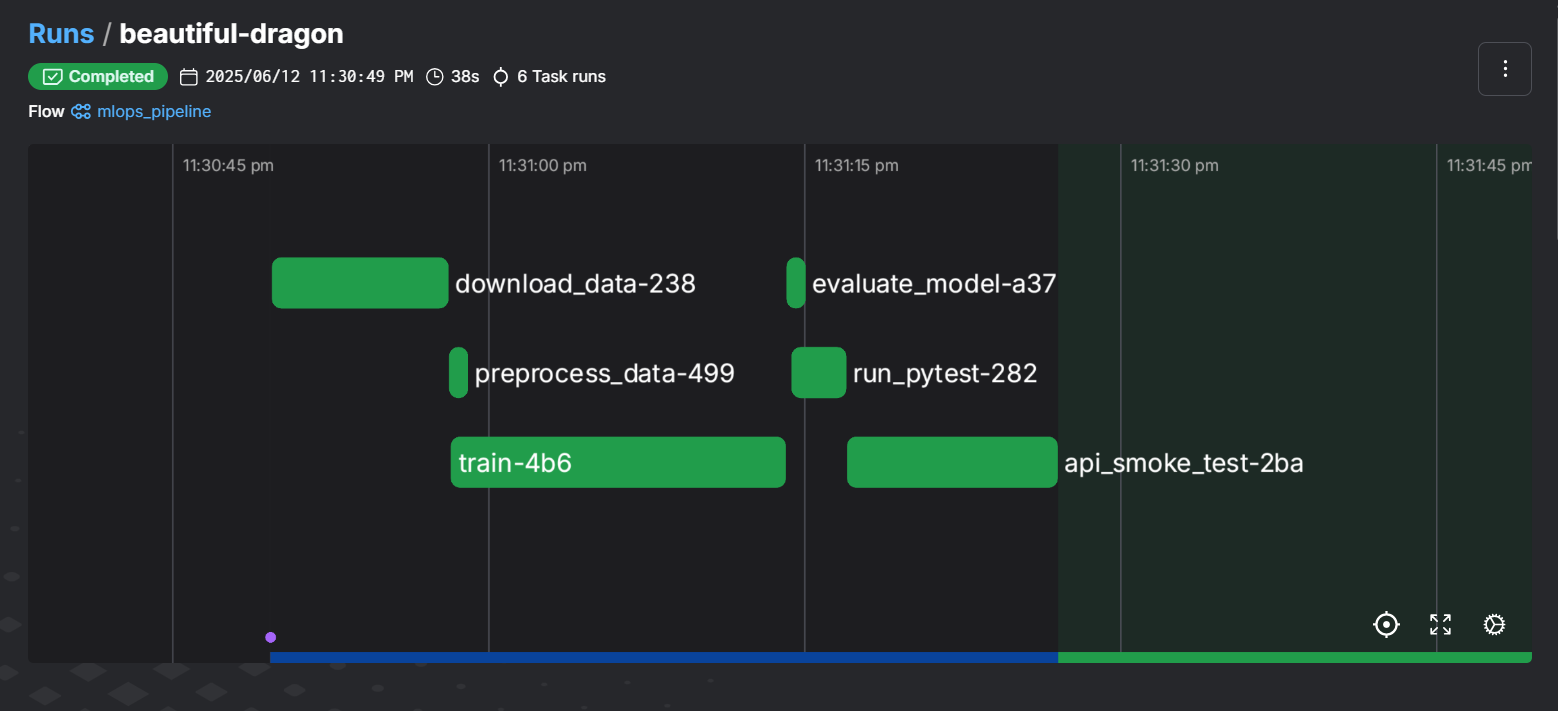 Runs / beautiful-dragon
Completed 2025/06/12 11:30:49 PM 38s 6 Task runs
Flow mlops_pipeline
11:30:45 pm 11:31:00 pm 11:31:15 pm 11:31:30 pm 11:31:45 pm
download_data-238 evaluate_model-a37
preprocess_data-499 run_pytest-282
train-4b6 api_smoke_test-2ba